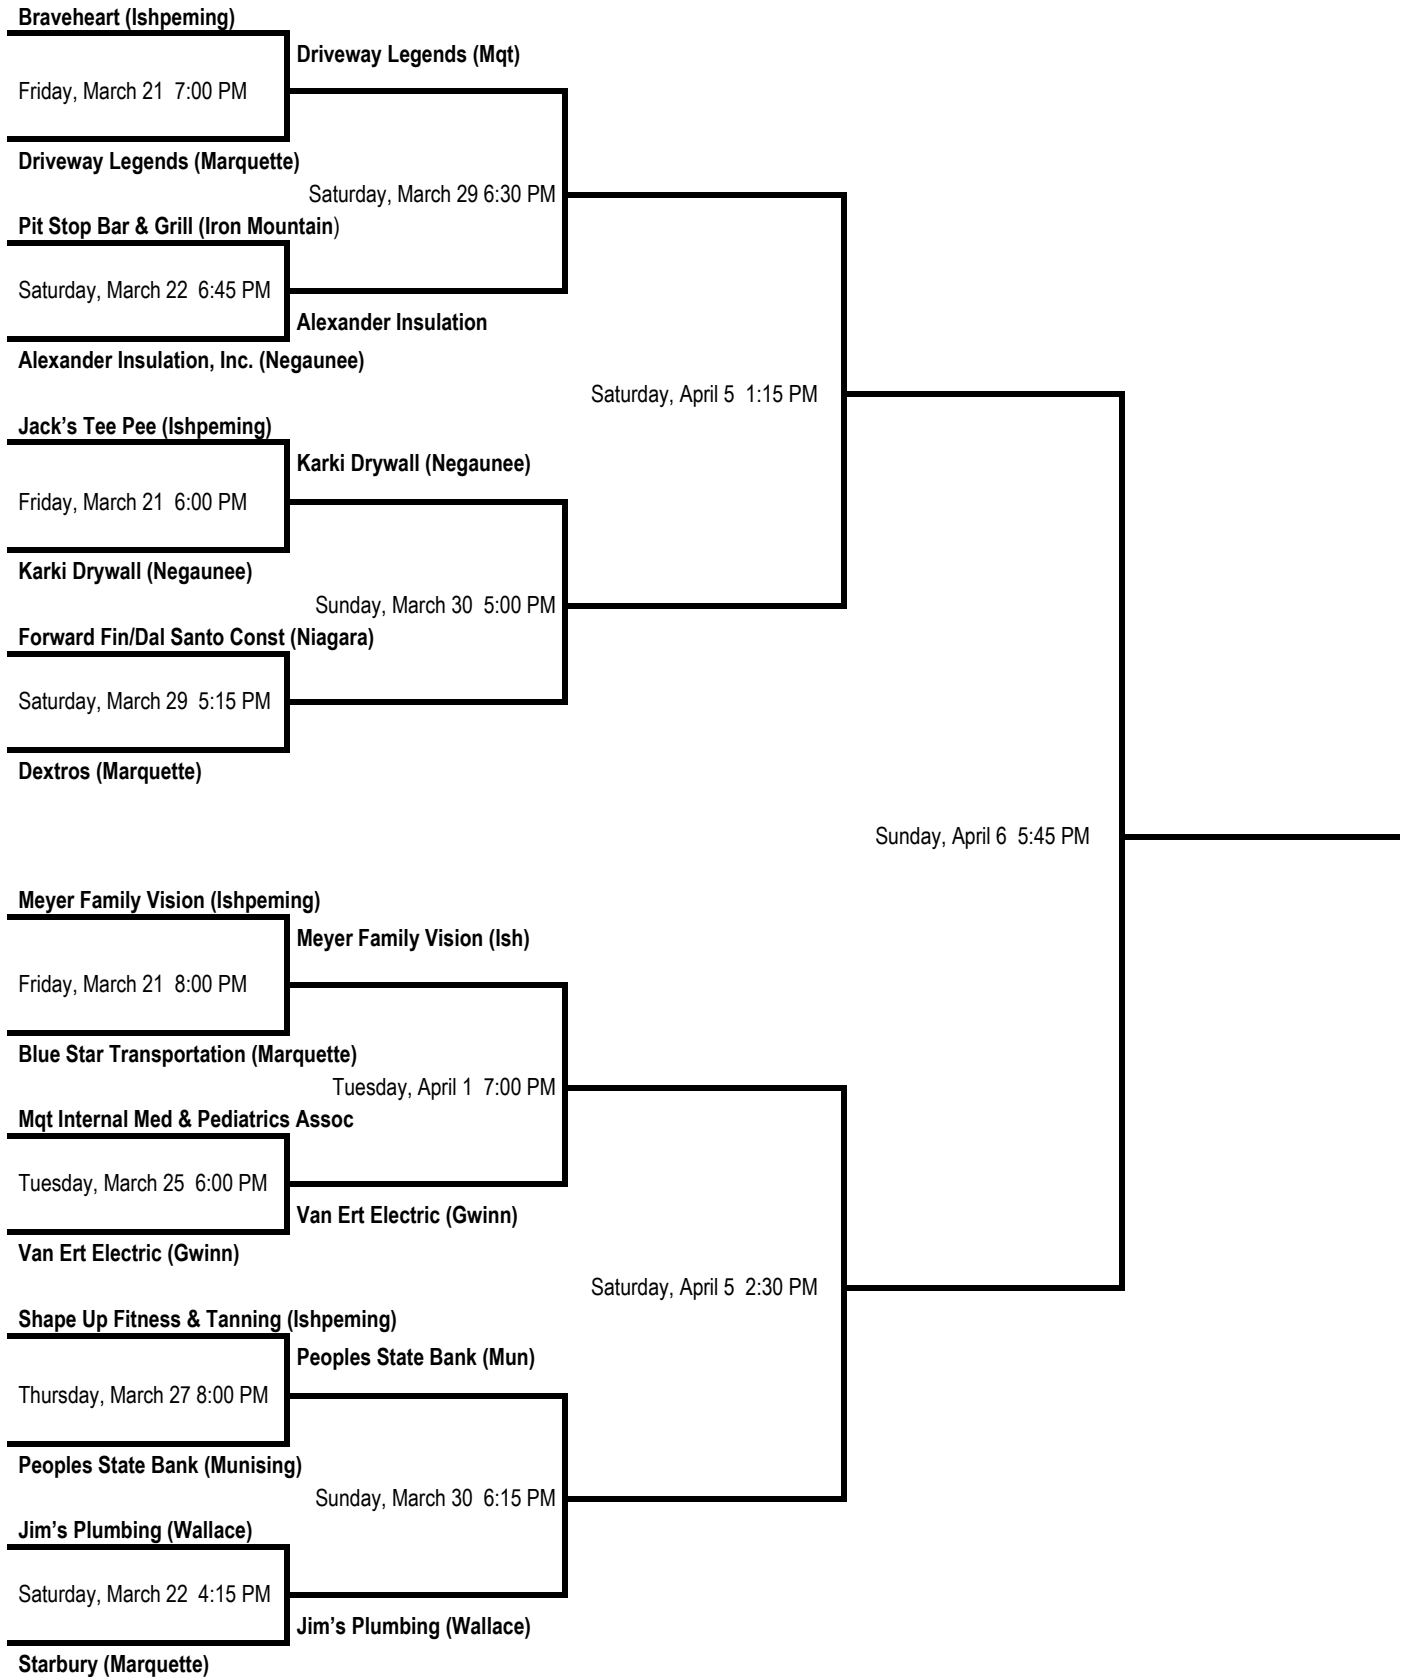 Braveheart (Ishpeming)
Driveway Legends (Mqt)
Friday, March 21  7:00 PM
Driveway Legends (Marquette)
Saturday, March 29 6:30 PM
Pit Stop Bar & Grill (Iron Mountain)
Saturday, March 22  6:45 PM
Alexander Insulation
Alexander Insulation, Inc. (Negaunee)
Saturday, April 5  1:15 PM
Jack’s Tee Pee (Ishpeming)
Karki Drywall (Negaunee)
Friday, March 21  6:00 PM
Karki Drywall (Negaunee)
Sunday, March 30  5:00 PM
Forward Fin/Dal Santo Const (Niagara)
Saturday, March 29  5:15 PM
Dextros (Marquette)
Sunday, April 6  5:45 PM
Meyer Family Vision (Ishpeming)
Meyer Family Vision (Ish)
Friday, March 21  8:00 PM
Blue Star Transportation (Marquette)
Tuesday, April 1  7:00 PM
Mqt Internal Med & Pediatrics Assoc
Tuesday, March 25  6:00 PM
Van Ert Electric (Gwinn)
Van Ert Electric (Gwinn)
Saturday, April 5  2:30 PM
Shape Up Fitness & Tanning (Ishpeming)
Peoples State Bank (Mun)
Thursday, March 27 8:00 PM
Peoples State Bank (Munising)
Sunday, March 30  6:15 PM
Jim’s Plumbing (Wallace)
Saturday, March 22  4:15 PM
Jim’s Plumbing (Wallace)
Starbury (Marquette)